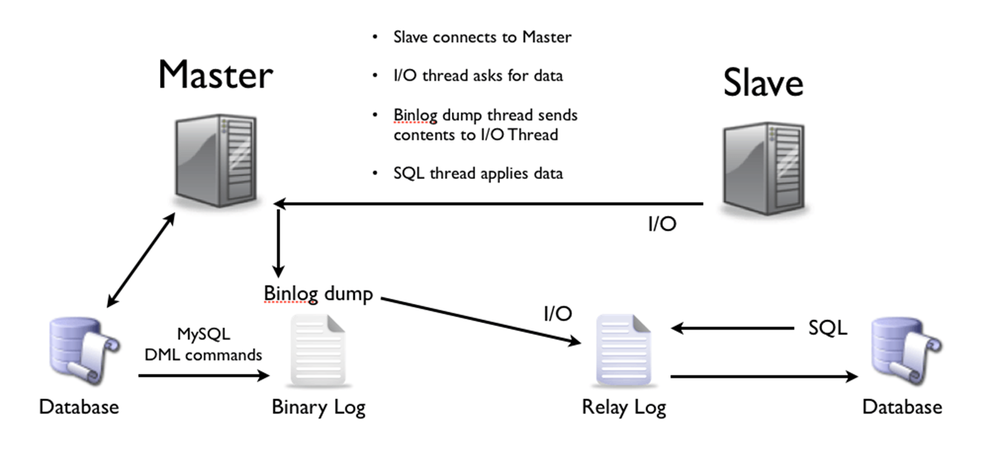 • Slave connects to Master
Master
• I/O thread asks for data
Slave
• Binlog dump thread sends
contents to I/O Thread
• SQL thread applies data
I/O
Binlog dump
I/O
MySQL
DML commands
SQL
Database
Binary Log
Relay Log
Database